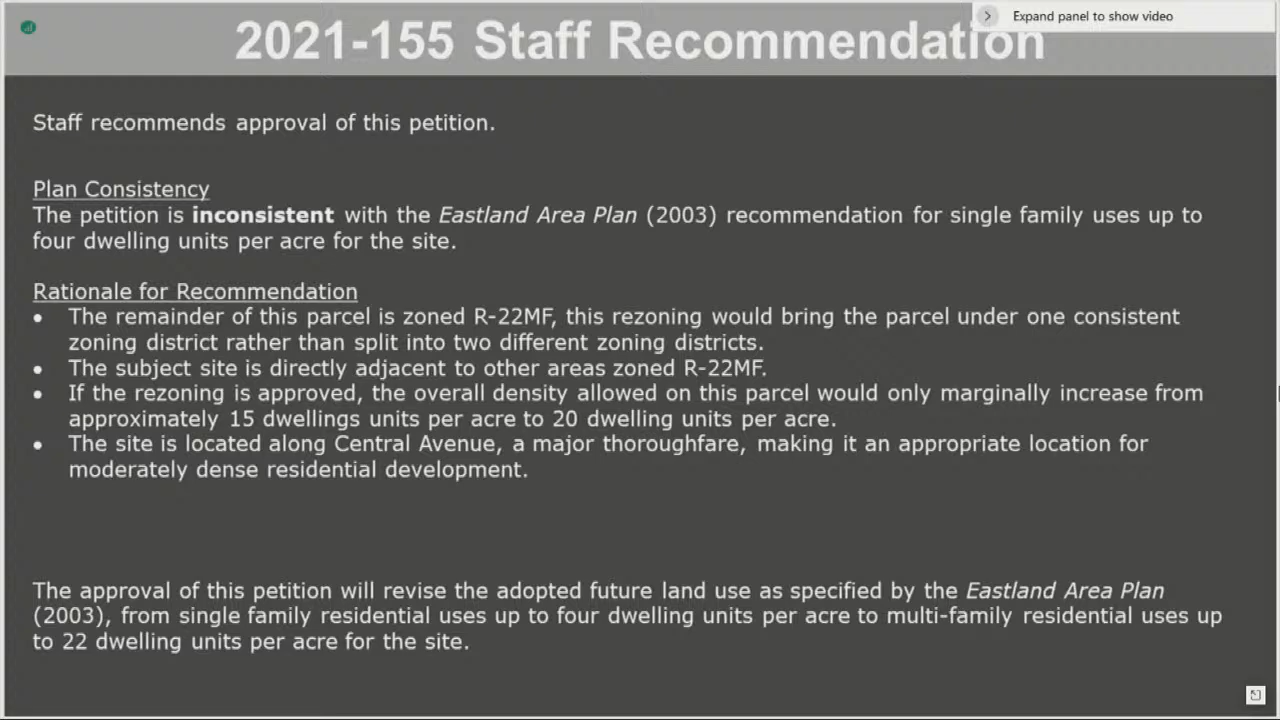 Expand panel to show video
2021-155 Staff Recommendation
Staff recommends approval of this petition.
Plan Consistency
The petition is inconsistent with the Eastland Area Plan (2003) recommendation for single family uses up to
four dwelling units per acre for the site.
Rationale for Recommendation
• The remainder of this parcel is zoned R-22MF, this rezoning would bring the parcel under one consistent
zoning district rather than split into two different zoning districts.
• The subject site is directly adjacent to other areas zoned R-22MF.
• If the rezoning is approved, the overall density allowed on this parcel would only marginally increase from
approximately 15 dwellings units per acre to 20 dwelling units per acre.
• The site is located along Central Avenue, a major thoroughfare, making it an appropriate location for
moderately dense residential development.
The approval of this petition will revise the adopted future land use as specified by the Eastland Area Plan
(2003), from single family residential uses up to four dwelling units per acre to multi-family residential uses up
to 22 dwelling units per acre for the site.